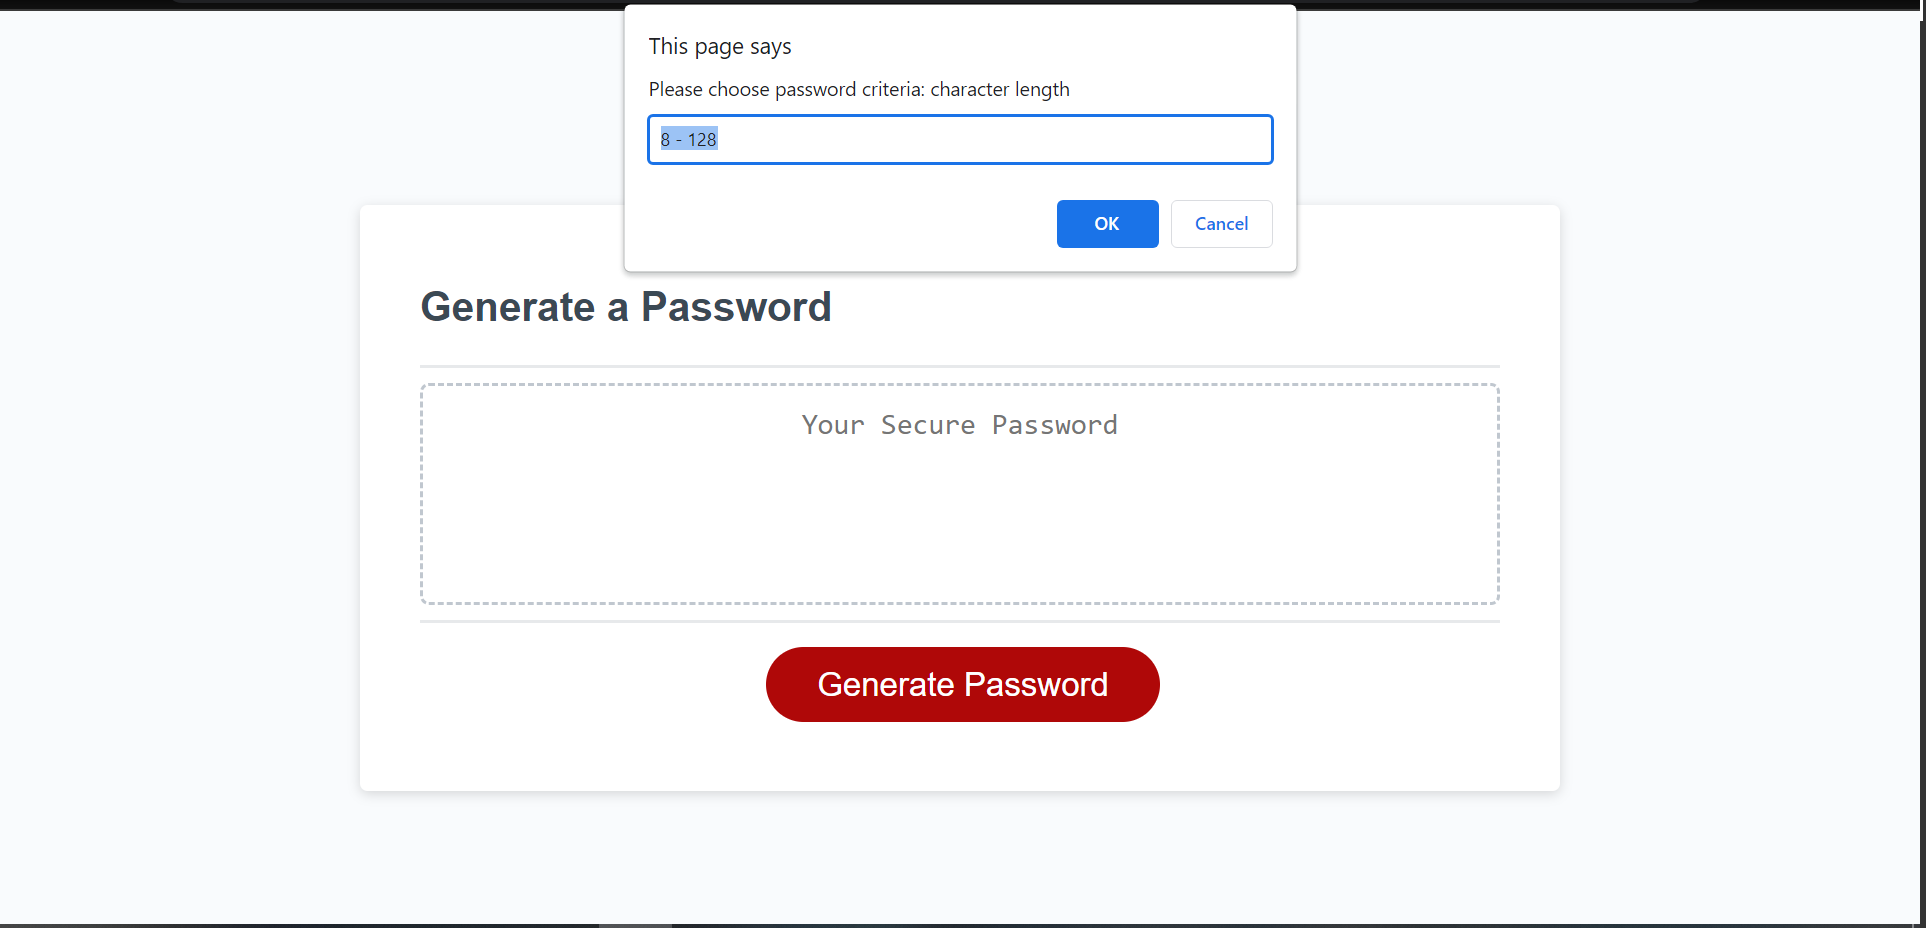 This page says
Please choose password criteria: character length
8 - 128
OK
Cancel
Generate a Password
Your Secure Password
Generate Password